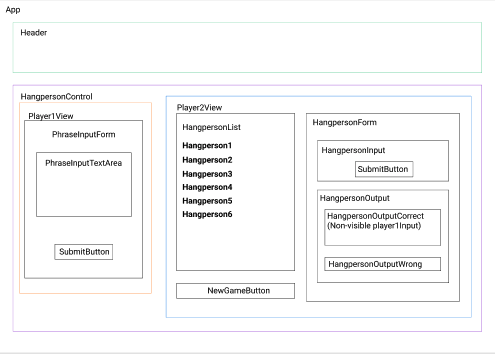 App
Header
HangpersonControl
Player1View
PhraseInputForm
PhraseInputTextArea
SubmitButton
Player2View
HangpersonList
Hangperson1
Hangperson2
Hangperson3
Hangperson4
Hangperson5
Hangperson6
NewGameButton
HangpersonForm
HangpersonInput
SubmitButton
HangpersonOutput
HangpersonOutputCorrect
(Non-visible player1Input)
HangpersonOutputWrong